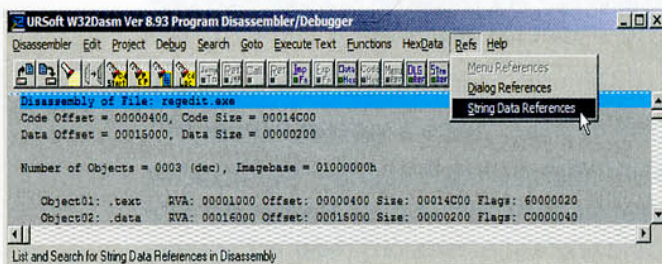 URSoft W32Dasm Ver 8.93 Program Disassembler/Debugger
Disassembler Edit Project Debug Search Goto Execute Text Functions HexData Refs Help
Menu References
Dialog References
String Data References
Disassembly of File: regedit.exe
Code Offset = 00000400, Code Size = 00014C00
Data Offset = 00015000, Data Size = 00000200
Number of Objects = 0003 (dec), Imagebase = 01000000h
Object01: .text RVA: 00001000 Offset: 00000400 Size: 00014C00 Flags: 60000020
Object02: .data RVA: 00016000 Offset: 00015000 Size: 00000200 Flags: C0000040
List and Search for String Data References in Disassembly